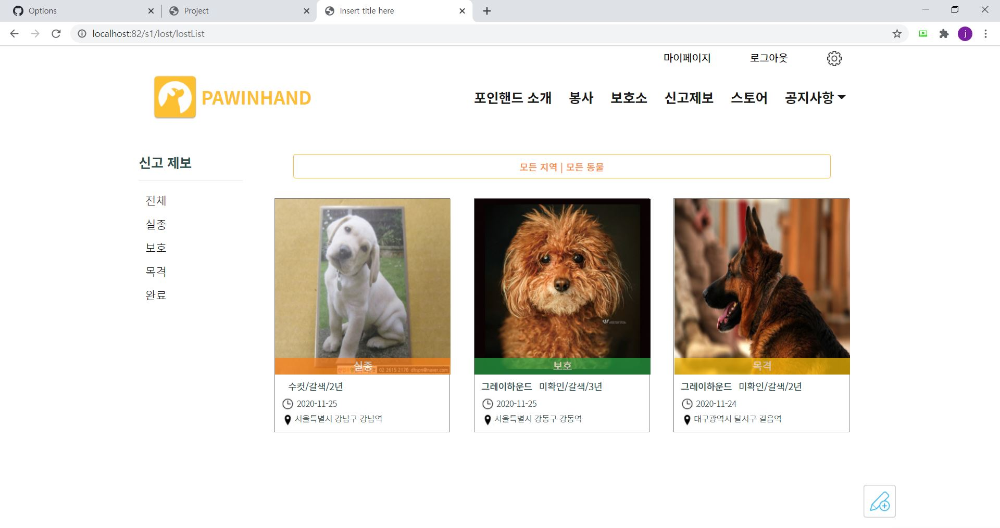 Options
Project
Insert title here
localhost:82/s1/lost/lostList
j
마이페이지
로그아웃
PAWINHAND
포인핸드 소개
봉사
보호소
신고제보
스토어
공지사항
신고 제보
전체
실종
보호
목격
완료
모든 지역 | 모든 동물
실종
02 2615 2170 dhspn@naver.com
수컷/갈색/2년
2020-11-25
서울특별시 강남구 강남역
보호
그레이하운드 미확인/갈색/3년
2020-11-25
서울특별시 강동구 강동역
목격
그레이하운드 미확인/갈색/2년
2020-11-24
대구광역시 달서구 길음역